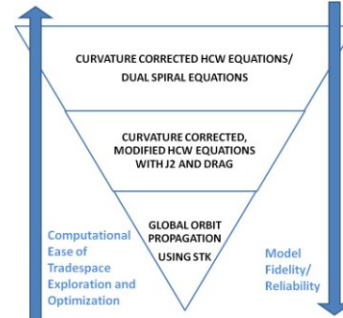 CURVATURE CORRECTED HCW EQUATIONS/
DUAL SPIRAL EQUATIONS
CURVATURE CORRECTED,
MODIFIED HCW EQUATIONS
WITH J2 AND DRAG
GLOBAL ORBIT
PROPAGATION
USING STK
Computational
Ease of
Tradespace
Exploration and
Optimization
Model
Fidelity/
Reliability